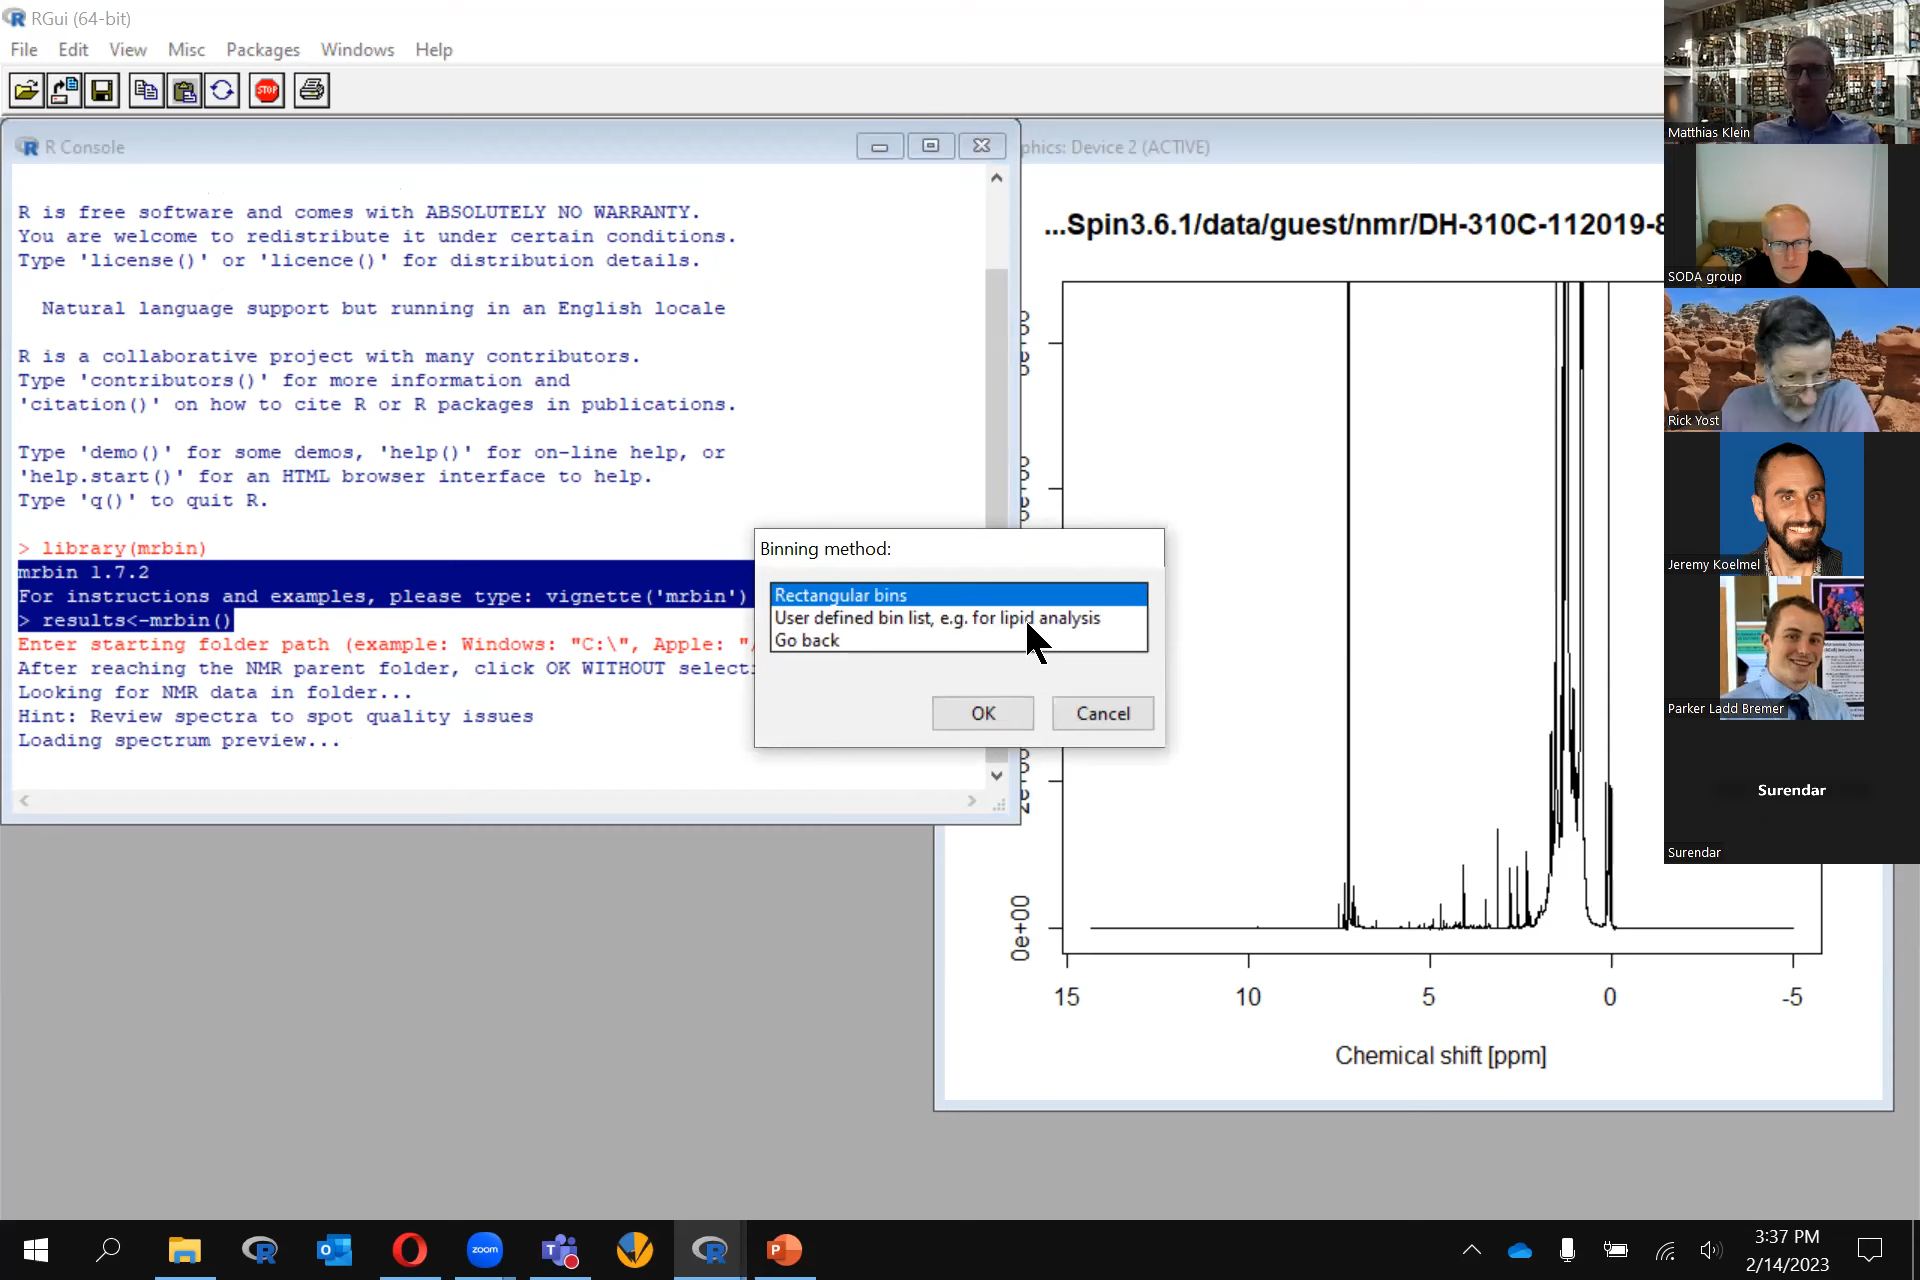 RGui (64-bit)
File Edit View Misc Packages Windows Help
STOP
R Console
R is free software and comes with ABSOLUTELY NO WARRANTY.
You are welcome to redistribute it under certain conditions.
Type 'license()' or 'licence()' for distribution details.
Natural language support but running in an English locale
R is a collaborative project with many contributors.
Type 'contributors()' for more information and
'citation()' on how to cite R or R packages in publications.
Type 'demo()' for some demos, 'help()' for on-line help, or
'help.start()' for an HTML browser interface to help.
Type 'q()' to quit R.
> library(mrbin)
mrbin 1.7.2
For instructions and examples, please type: vignette('mrbin')
> results<-mrbin()
Enter starting folder path (example: Windows: "C:\", Apple: "/
After reaching the NMR parent folder, click OK WITHOUT select
Looking for NMR data in folder...
Hint: Review spectra to spot quality issues
Loading spectrum preview...
Binning method:
Rectangular bins
User defined bin list, e.g. for lipid analysis
Go back
OK Cancel
phics: Device 2 (ACTIVE)
...Spin3.6.1/data/guest/nmr/DH-310C-112019-8
0e+00
15 10 5 0 -5
Chemical shift [ppm]
Matthias Klein
SODA group
Rick Yost
Jeremy Koelmel
Parker Ladd Bremer
Surendar
Surendar
zoom
3:37 PM
2/14/2023